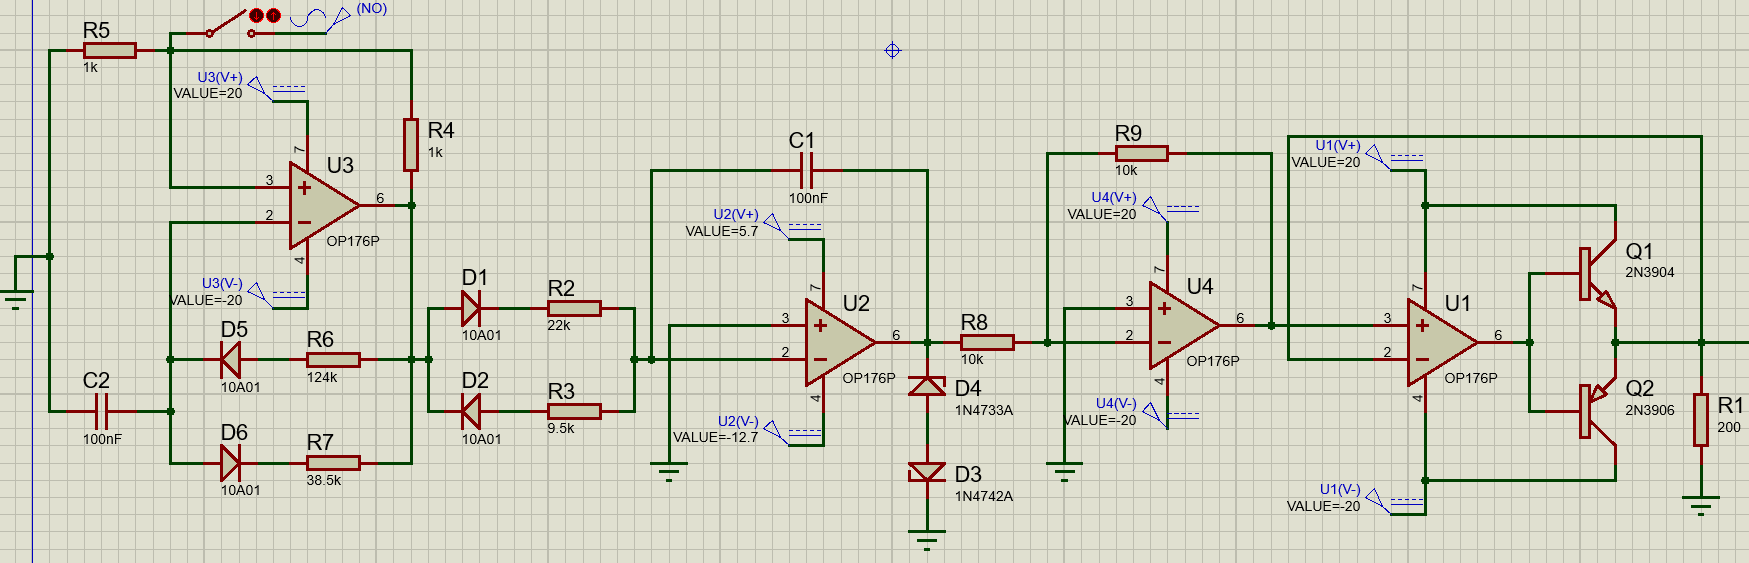 (NO)
R5
1k
U3(V+)
VALUE=20
R4
1k
7
U3
3
2
6
4
OP176P
U3(V-)
VALUE=-20
D5
10A01
R6
124k
C2
100nF
D6
10A01
R7
38.5k
D1
10A01
R2
22k
D2
10A01
R3
9.5k
C1
100nF
U2(V+)
VALUE=5.7
7
U2
3
2
6
4
OP176P
U2(V-)
VALUE=-12.7
R8
10k
D4
1N4733A
D3
1N4742A
R9
10k
U4(V+)
VALUE=20
7
U4
3
2
6
4
OP176P
U4(V-)
VALUE=-20
U1(V+)
VALUE=20
7
U1
3
2
6
4
OP176P
U1(V-)
VALUE=-20
Q1
2N3904
Q2
2N3906
R1
200